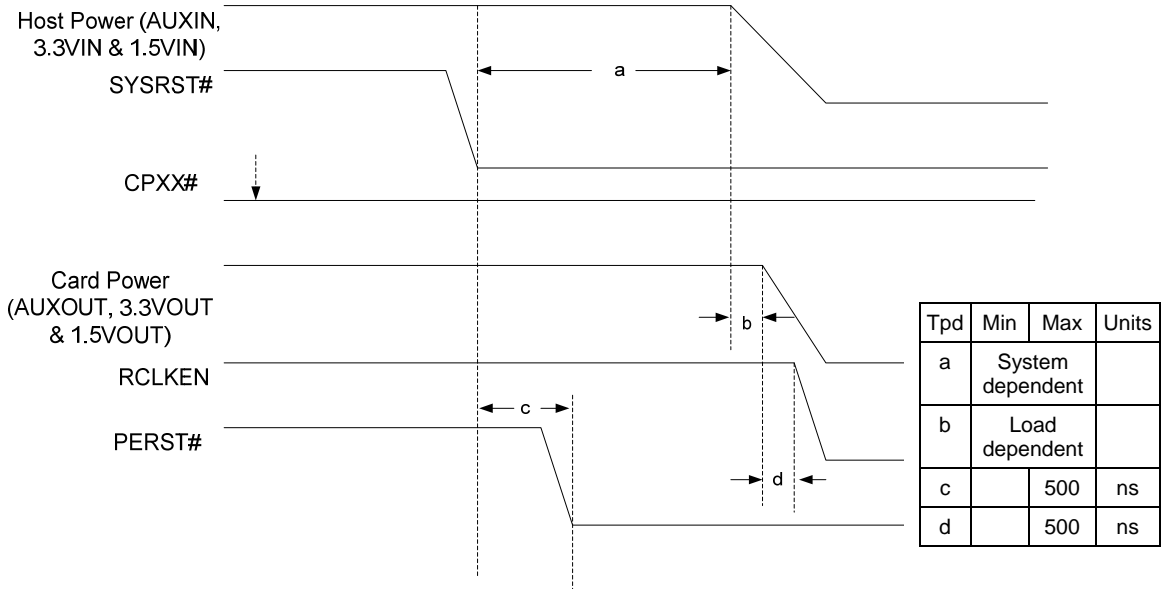 Host Power (AUXIN,
3.3VIN & 1.5VIN)
SYSRST#
a
CPXX#
Card Power
(AUXOUT, 3.3VOUT
& 1.5VOUT)
b
RCLKEN
c
PERST#
d
Tpd Min Max Units
a System
dependent
b Load
dependent
c 500 ns
d 500 ns